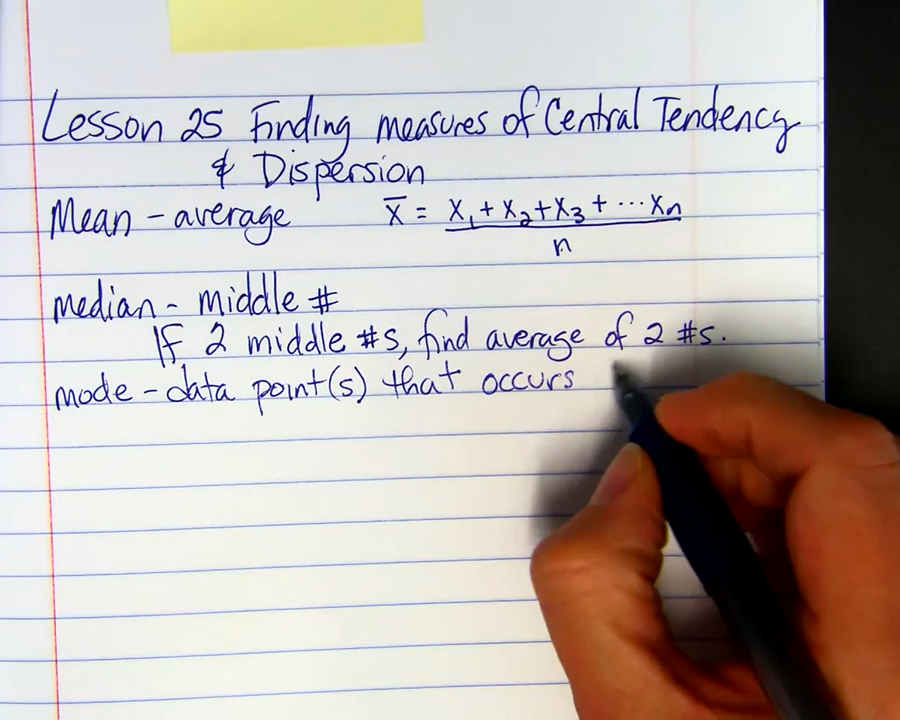 Lesson 25 Finding measures of Central Tendency
& Dispersion
Mean - average x̄ = x₁ + x₂ + x₃ + ... xn / n
median - middle #
If 2 middle #s, find average of 2 #s.
mode - data point(s) that occurs